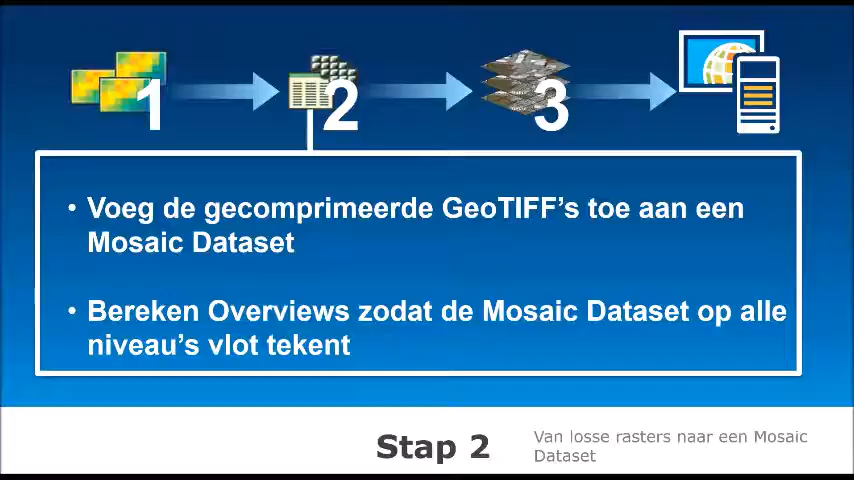 1
2
3
• Voeg de gecomprimeerde GeoTIFF's toe aan een
Mosaic Dataset
• Bereken Overviews zodat de Mosaic Dataset op alle
niveau's vlot tekent
Stap 2
Van losse rasters naar een Mosaic
Dataset